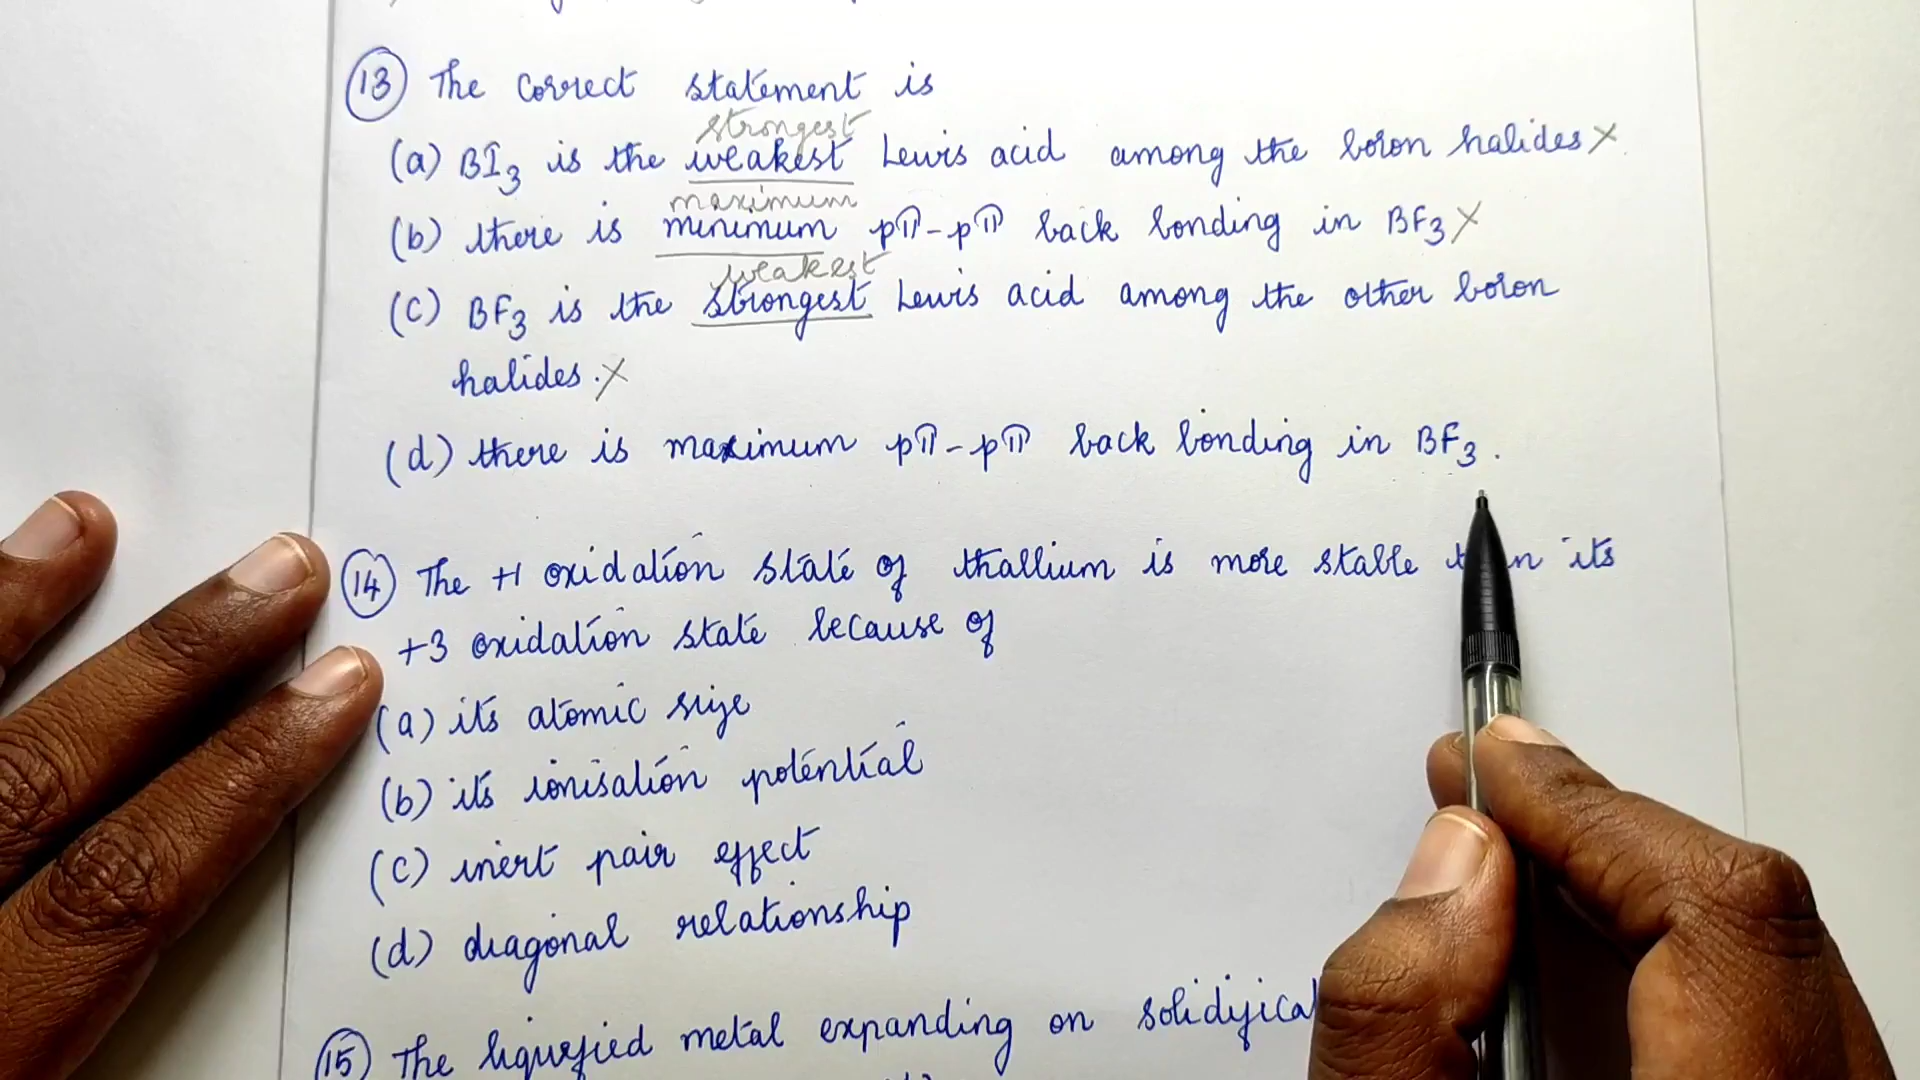 (13) The correct statement is
strongest
(a) BI3 is the weakest Lewis acid among the boron halides ×
maximum
(b) there is minimum pπ-pπ back bonding in BF3 ×
weakest
(c) BF3 is the strongest Lewis acid among the other boron
halides. ×
(d) there is maximum pπ-pπ back bonding in BF3.
(14) The +1 oxidation state of thallium is more stable its
+3 oxidation state because of
(a) its atomic size
(b) its ionisation potential
(c) inert pair effect
(d) diagonal relationship
(15) The liquefied metal expanding on